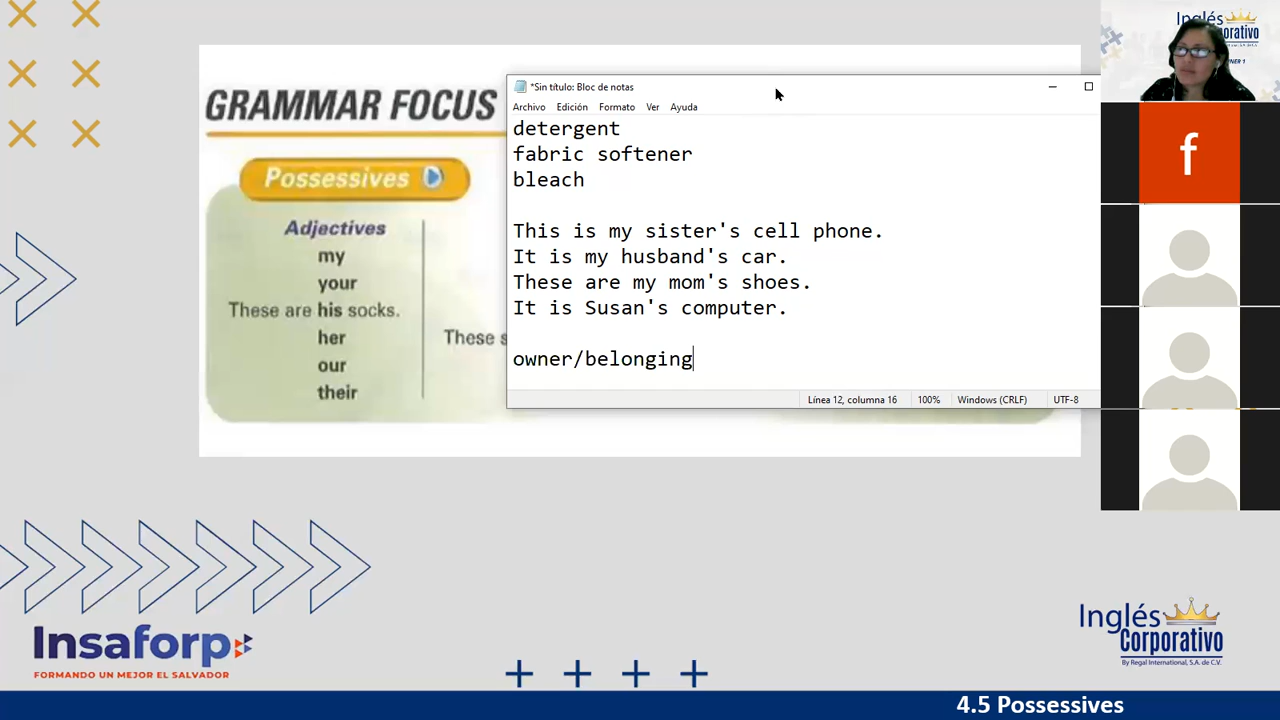 GRAMMAR FOCUS
Possessives
Adjectives
my
your
These are his socks.
her
our
their
These
*Sin título: Bloc de notas
Archivo Edición Formato Ver Ayuda
detergent
fabric softener
bleach
This is my sister's cell phone.
It is my husband's car.
These are my mom's shoes.
It is Susan's computer.
owner/belonging
Línea 12, columna 16 100% Windows (CRLF) UTF-8
Inglés
f
Insaforp
FORMANDO UN MEJOR EL SALVADOR
Inglés
Corporativo
By Regal International, S.A. de C.V.
4.5 Possessives